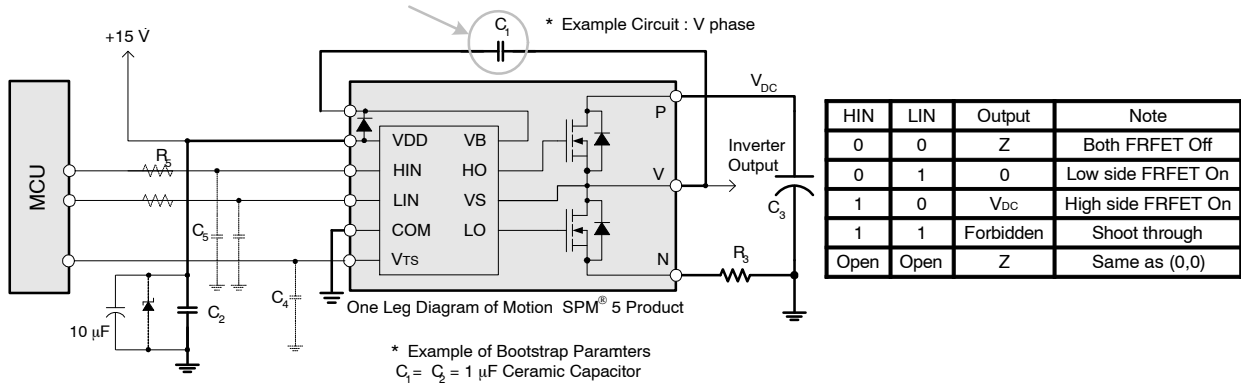 C1
* Example Circuit : V phase
+15 V
MCU
R5
C5
10 μF
C2
C4
VDD
HIN
LIN
COM
VTS
VB
HO
VS
LO
P
V
N
VDC
Inverter
Output
C3
R3
One Leg Diagram of Motion SPM® 5 Product
* Example of Bootstrap Paramters
C1 = C2 = 1 μF Ceramic Capacitor
HIN LIN Output Note
0 0 Z Both FRFET Off
0 1 0 Low side FRFET On
1 0 VDC High side FRFET On
1 1 Forbidden Shoot through
Open Open Z Same as (0,0)